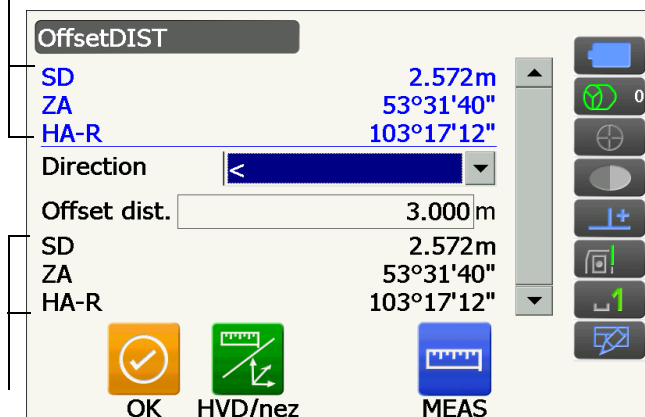 OffsetDIST
SD 2.572m
ZA 53°31'40"
HA-R 103°17'12"
Direction <
Offset dist. 3.000 m
SD 2.572m
ZA 53°31'40"
HA-R 103°17'12"
OK HVD/nez MEAS
0
1